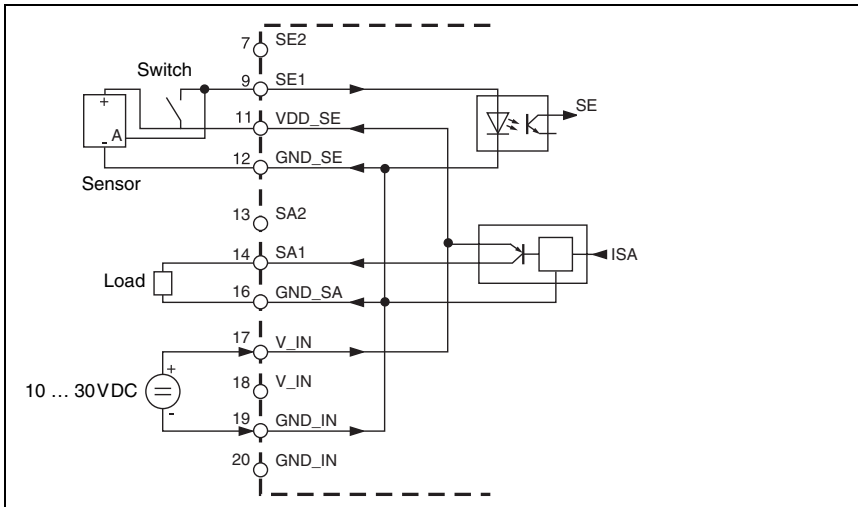 7 SE2
Switch
9 SE1
SE
+
11 VDD_SE
A
-
12 GND_SE
Sensor
13 SA2
14 SA1
ISA
Load
16 GND_SA
17 V_IN
+
10 ... 30VDC
18 V_IN
-
19 GND_IN
20 GND_IN